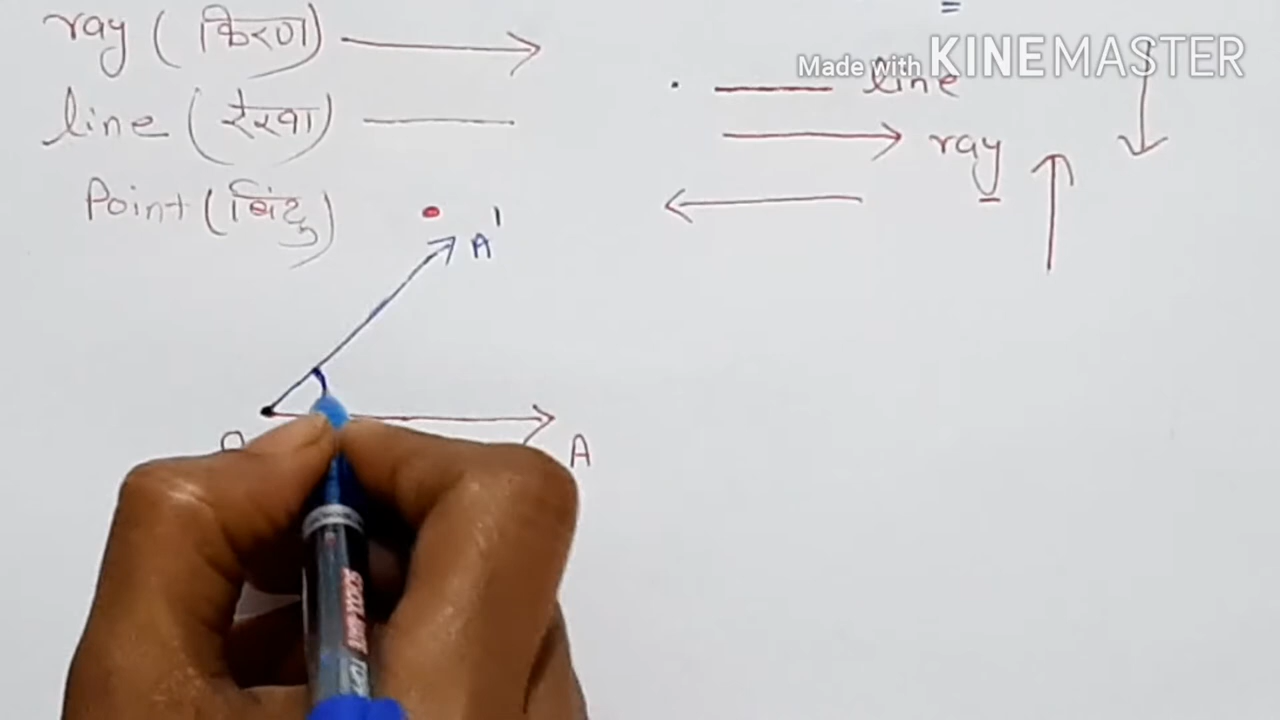 ray ( किरण )
line ( रेखा )
Point ( बिंदु )
Made with KINEMASTER
line
ray
A'
A